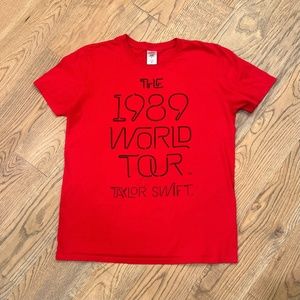 THE
1989
WORLD
TOUR.
TAYLOR SWIFT.